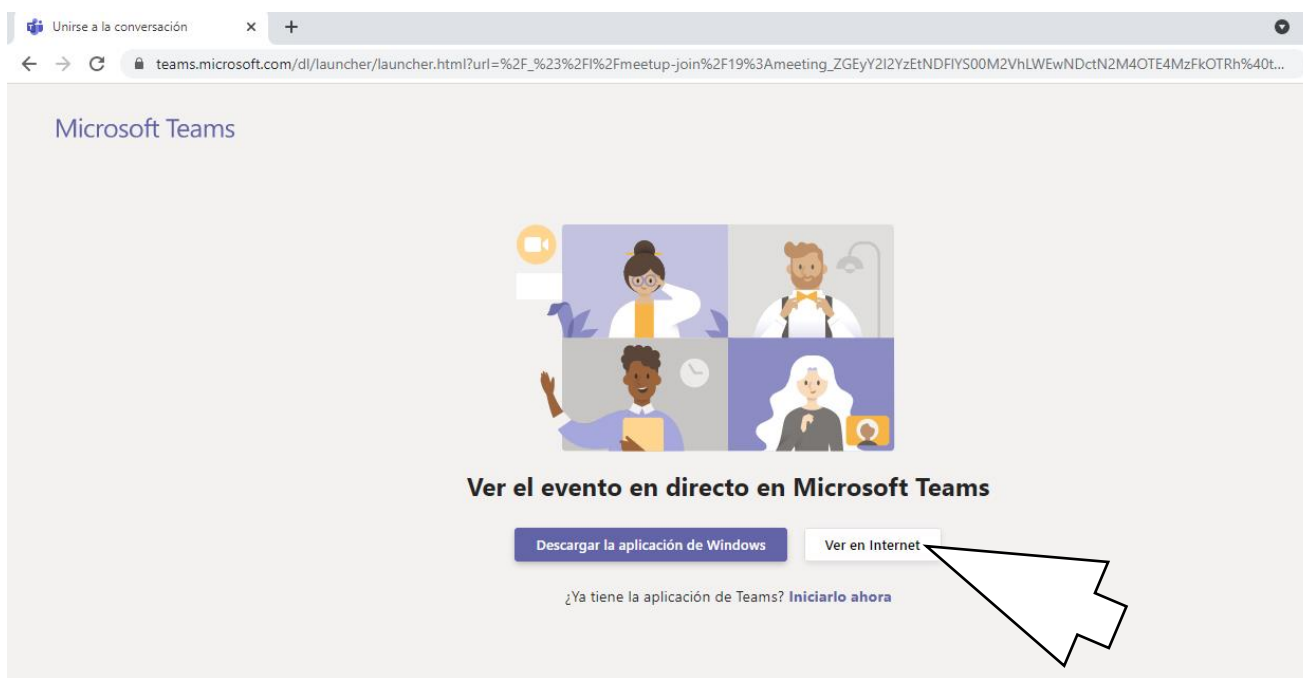 Unirse a la conversación
teams.microsoft.com/dl/launcher/launcher.html?url=%2F_%23%2Fl%2Fmeetup-join%2F19%3Ameeting_ZGEyY2I2YzEtNDFlYS00M2VhLWEwNDctN2M4OTE4MzFkOTRh%40t...
Microsoft Teams
Ver el evento en directo en Microsoft Teams
Descargar la aplicación de Windows Ver en Internet
¿Ya tiene la aplicación de Teams? Iniciarlo ahora